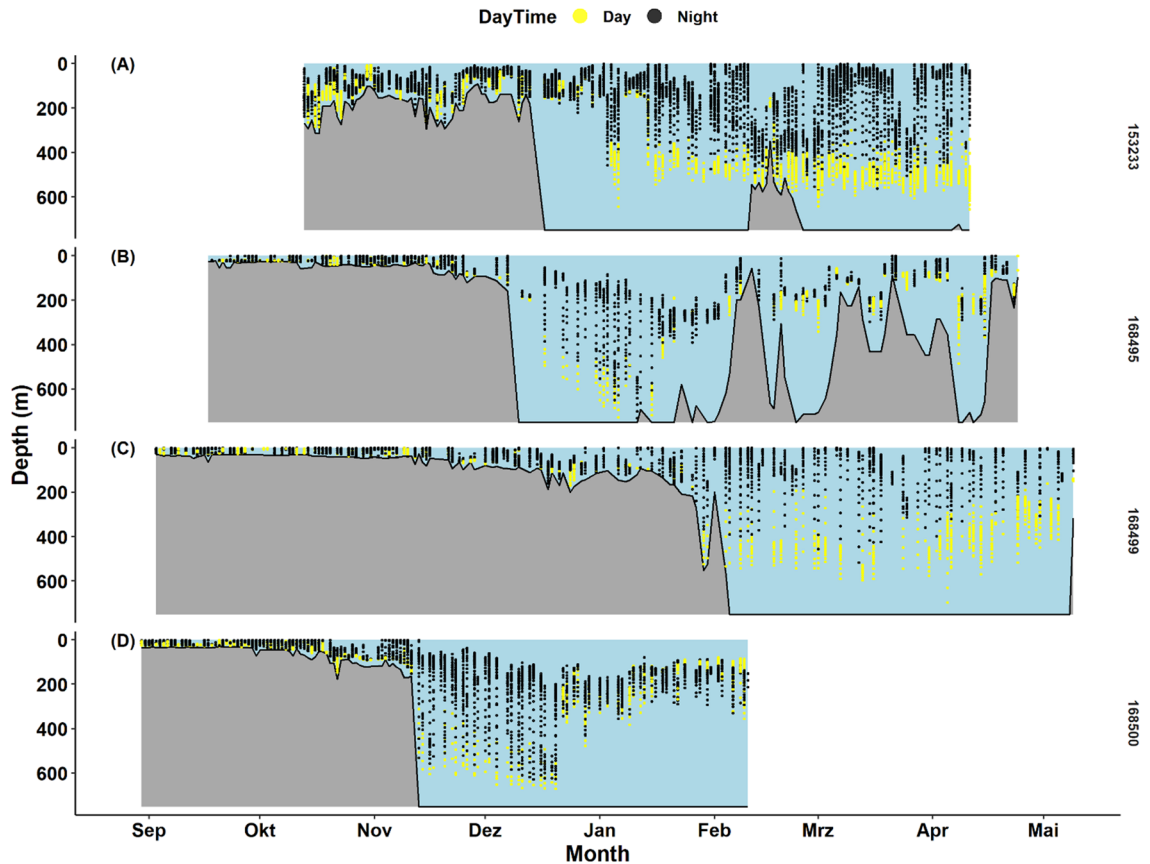 DayTime Day Night
(A)
0
200
400
600
153233
(B)
0
200
400
600
168495
(C)
0
200
400
600
168499
(D)
0
200
400
600
168500
Depth (m)
Sep Okt Nov Dez Jan Feb Mrz Apr Mai
Month